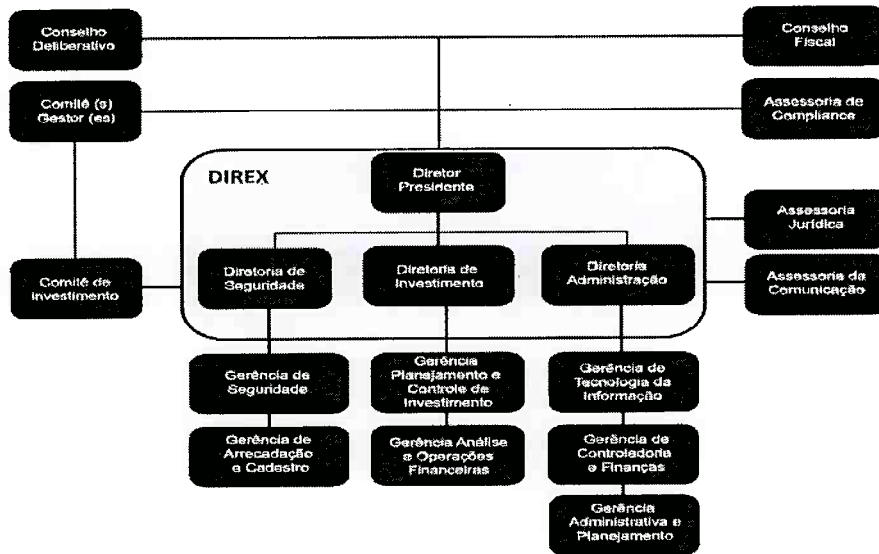 Conselho
Deliberativo
Conselho
Fiscal
Comitê (s)
Gestor (es)
Assessoria de
Compliance
DIREX
Diretor
Presidente
Assessoria
Jurídica
Diretoria de
Seguridade
Diretoria de
Investimento
Diretoria
Administração
Comitê de
Investimento
Assessoria da
Comunicação
Gerência de
Seguridade
Gerência
Planejamento e
Controle de
Investimento
Gerência de
Tecnologia da
Informação
Gerência de
Arrecadação
e Cadastro
Gerência Análise
e Operações
Financeiras
Gerência de
Controladoria
e Finanças
Gerência
Administrativa e
Planejamento